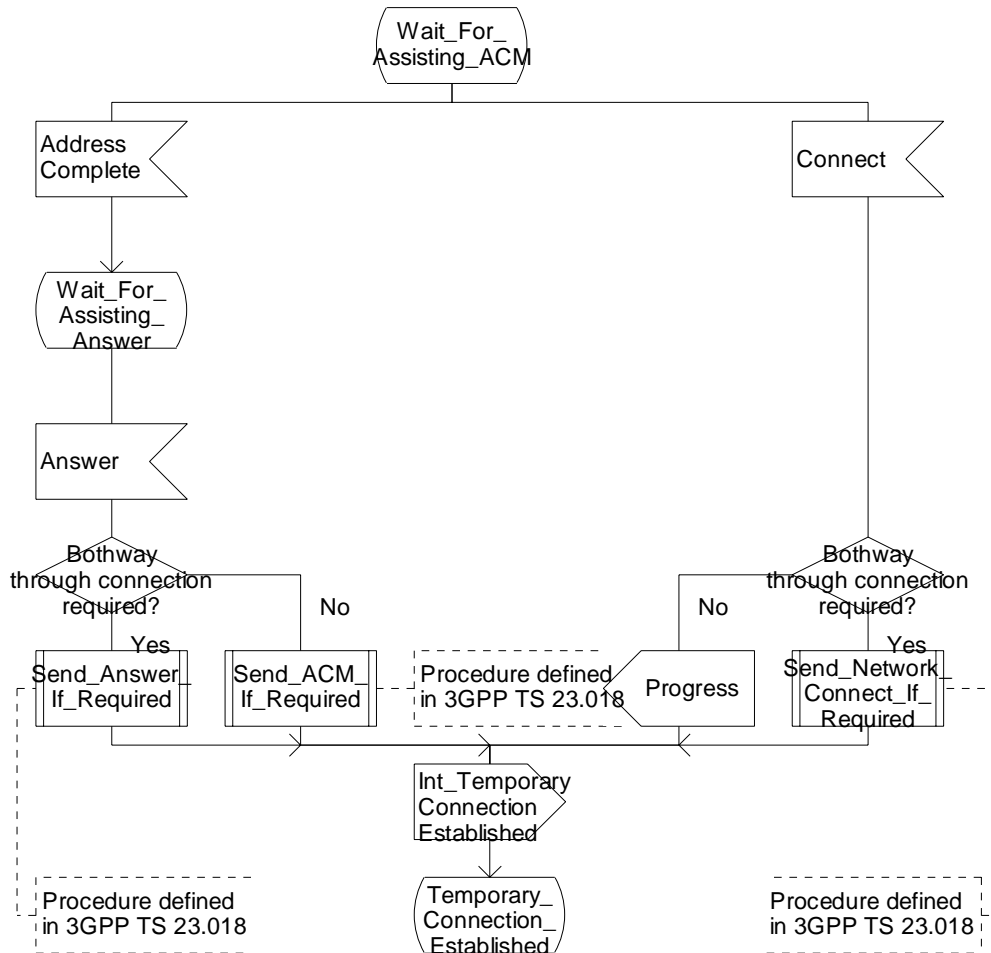 Wait_For_
Assisting_ACM
Address
Complete
Connect
Wait_For_
Assisting_
Answer
Answer
Bothway
through connection
required?
Bothway
through connection
required?
No
No
Yes
Yes
Send_Answer_
If_Required
Send_ACM_
If_Required
Procedure defined
in 3GPP TS 23.018
Progress
Send_Network_
Connect_If_
Required
Int_Temporary
Connection
Established
Procedure defined
in 3GPP TS 23.018
Temporary_
Connection_
Established
Procedure defined
in 3GPP TS 23.018